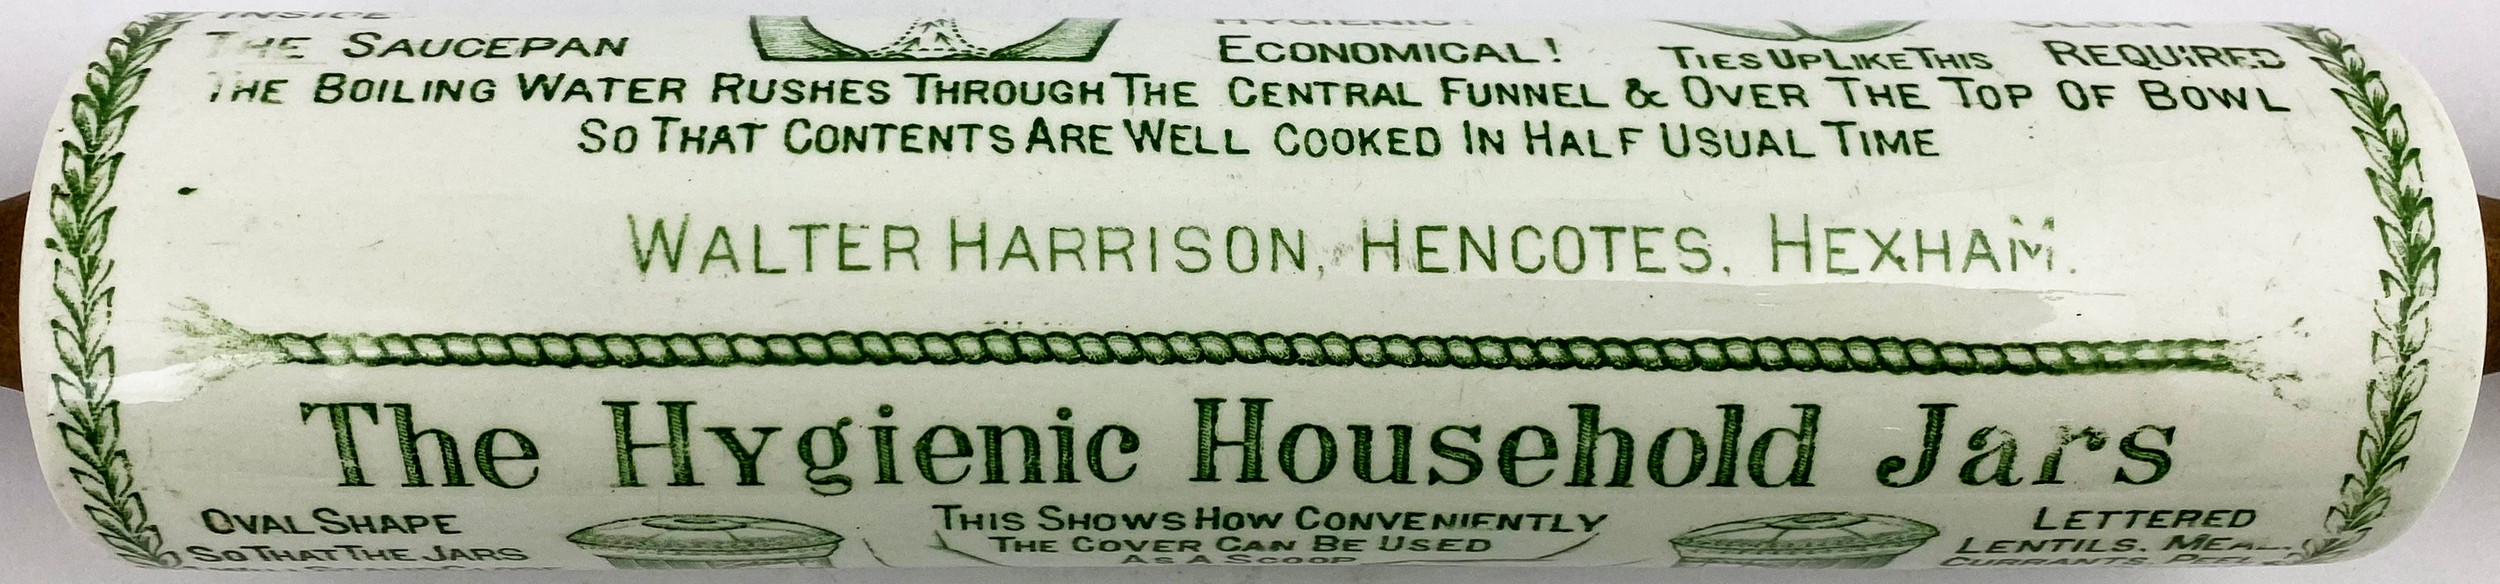 INSIDE.
THE SAUCEPAN
HYGIENIC!
ECONOMICAL!
TIES UP LIKE THIS
CLOTH
REQUIRED
THE BOILING WATER RUSHES THROUGH THE CENTRAL FUNNEL & OVER THE TOP OF BOWL
SO THAT CONTENTS ARE WELL COOKED IN HALF USUAL TIME
WALTER HARRISON, HENCOTES, HEXHAM.
The Hygienic Household Jars
OVAL SHAPE
SO THAT THE JARS
THIS SHOWS HOW CONVENIENTLY
THE COVER CAN BE USED
AS A SCOOP
LETTERED
LENTILS, MEAL,
CURRANTS, PEEL